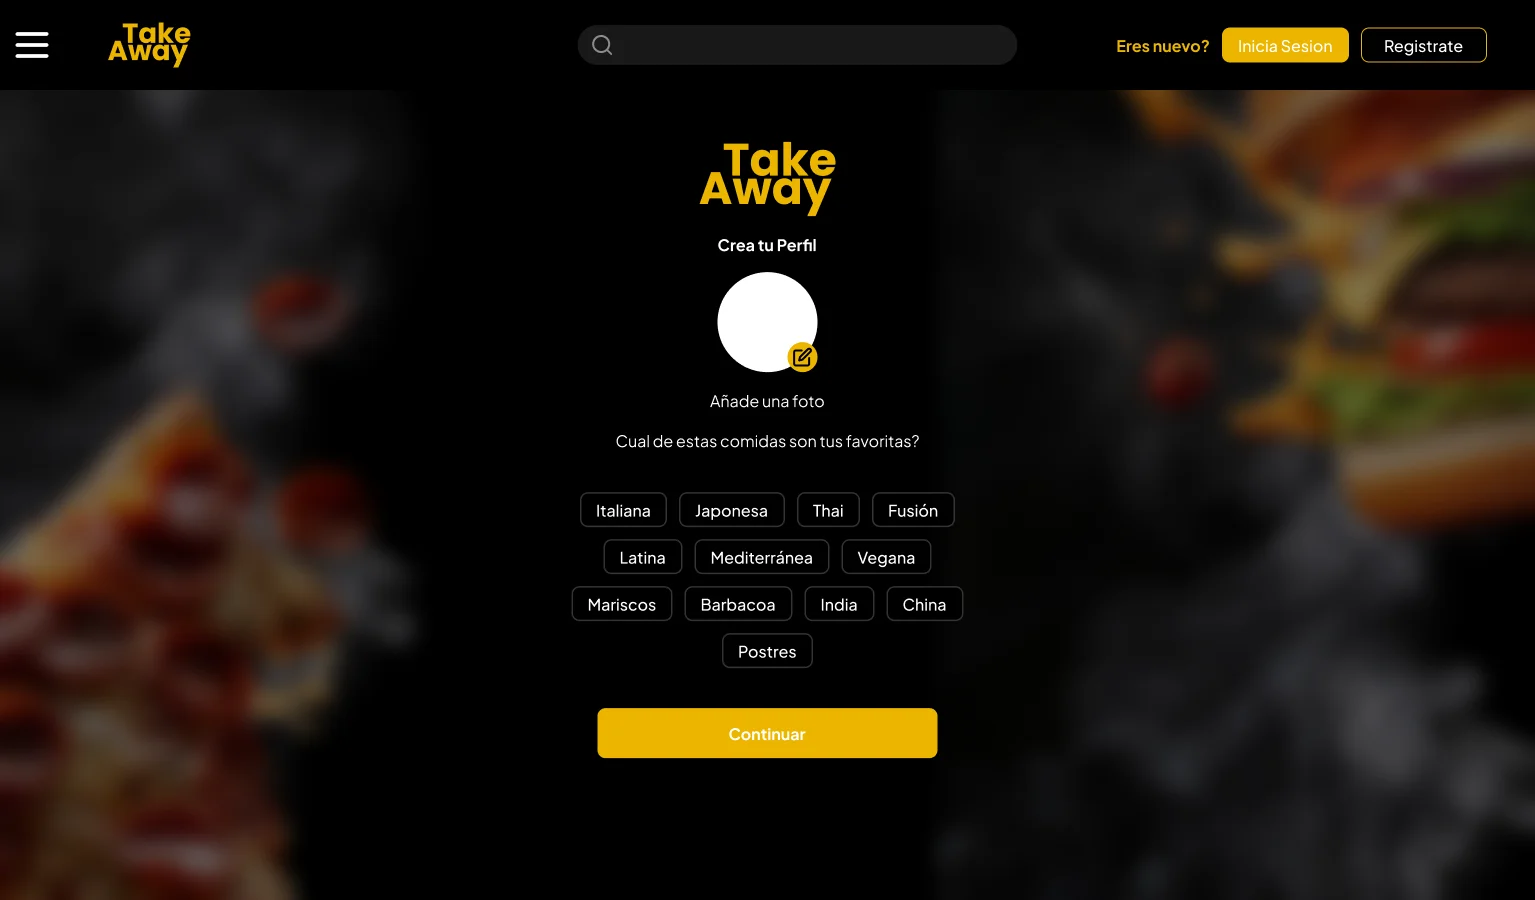 Take
Away
Eres nuevo?
Inicia Sesion
Registrate
Take
Away
Crea tu Perfil
Añade una foto
Cual de estas comidas son tus favoritas?
Italiana
Japonesa
Thai
Fusión
Latina
Mediterránea
Vegana
Mariscos
Barbacoa
India
China
Postres
Continuar